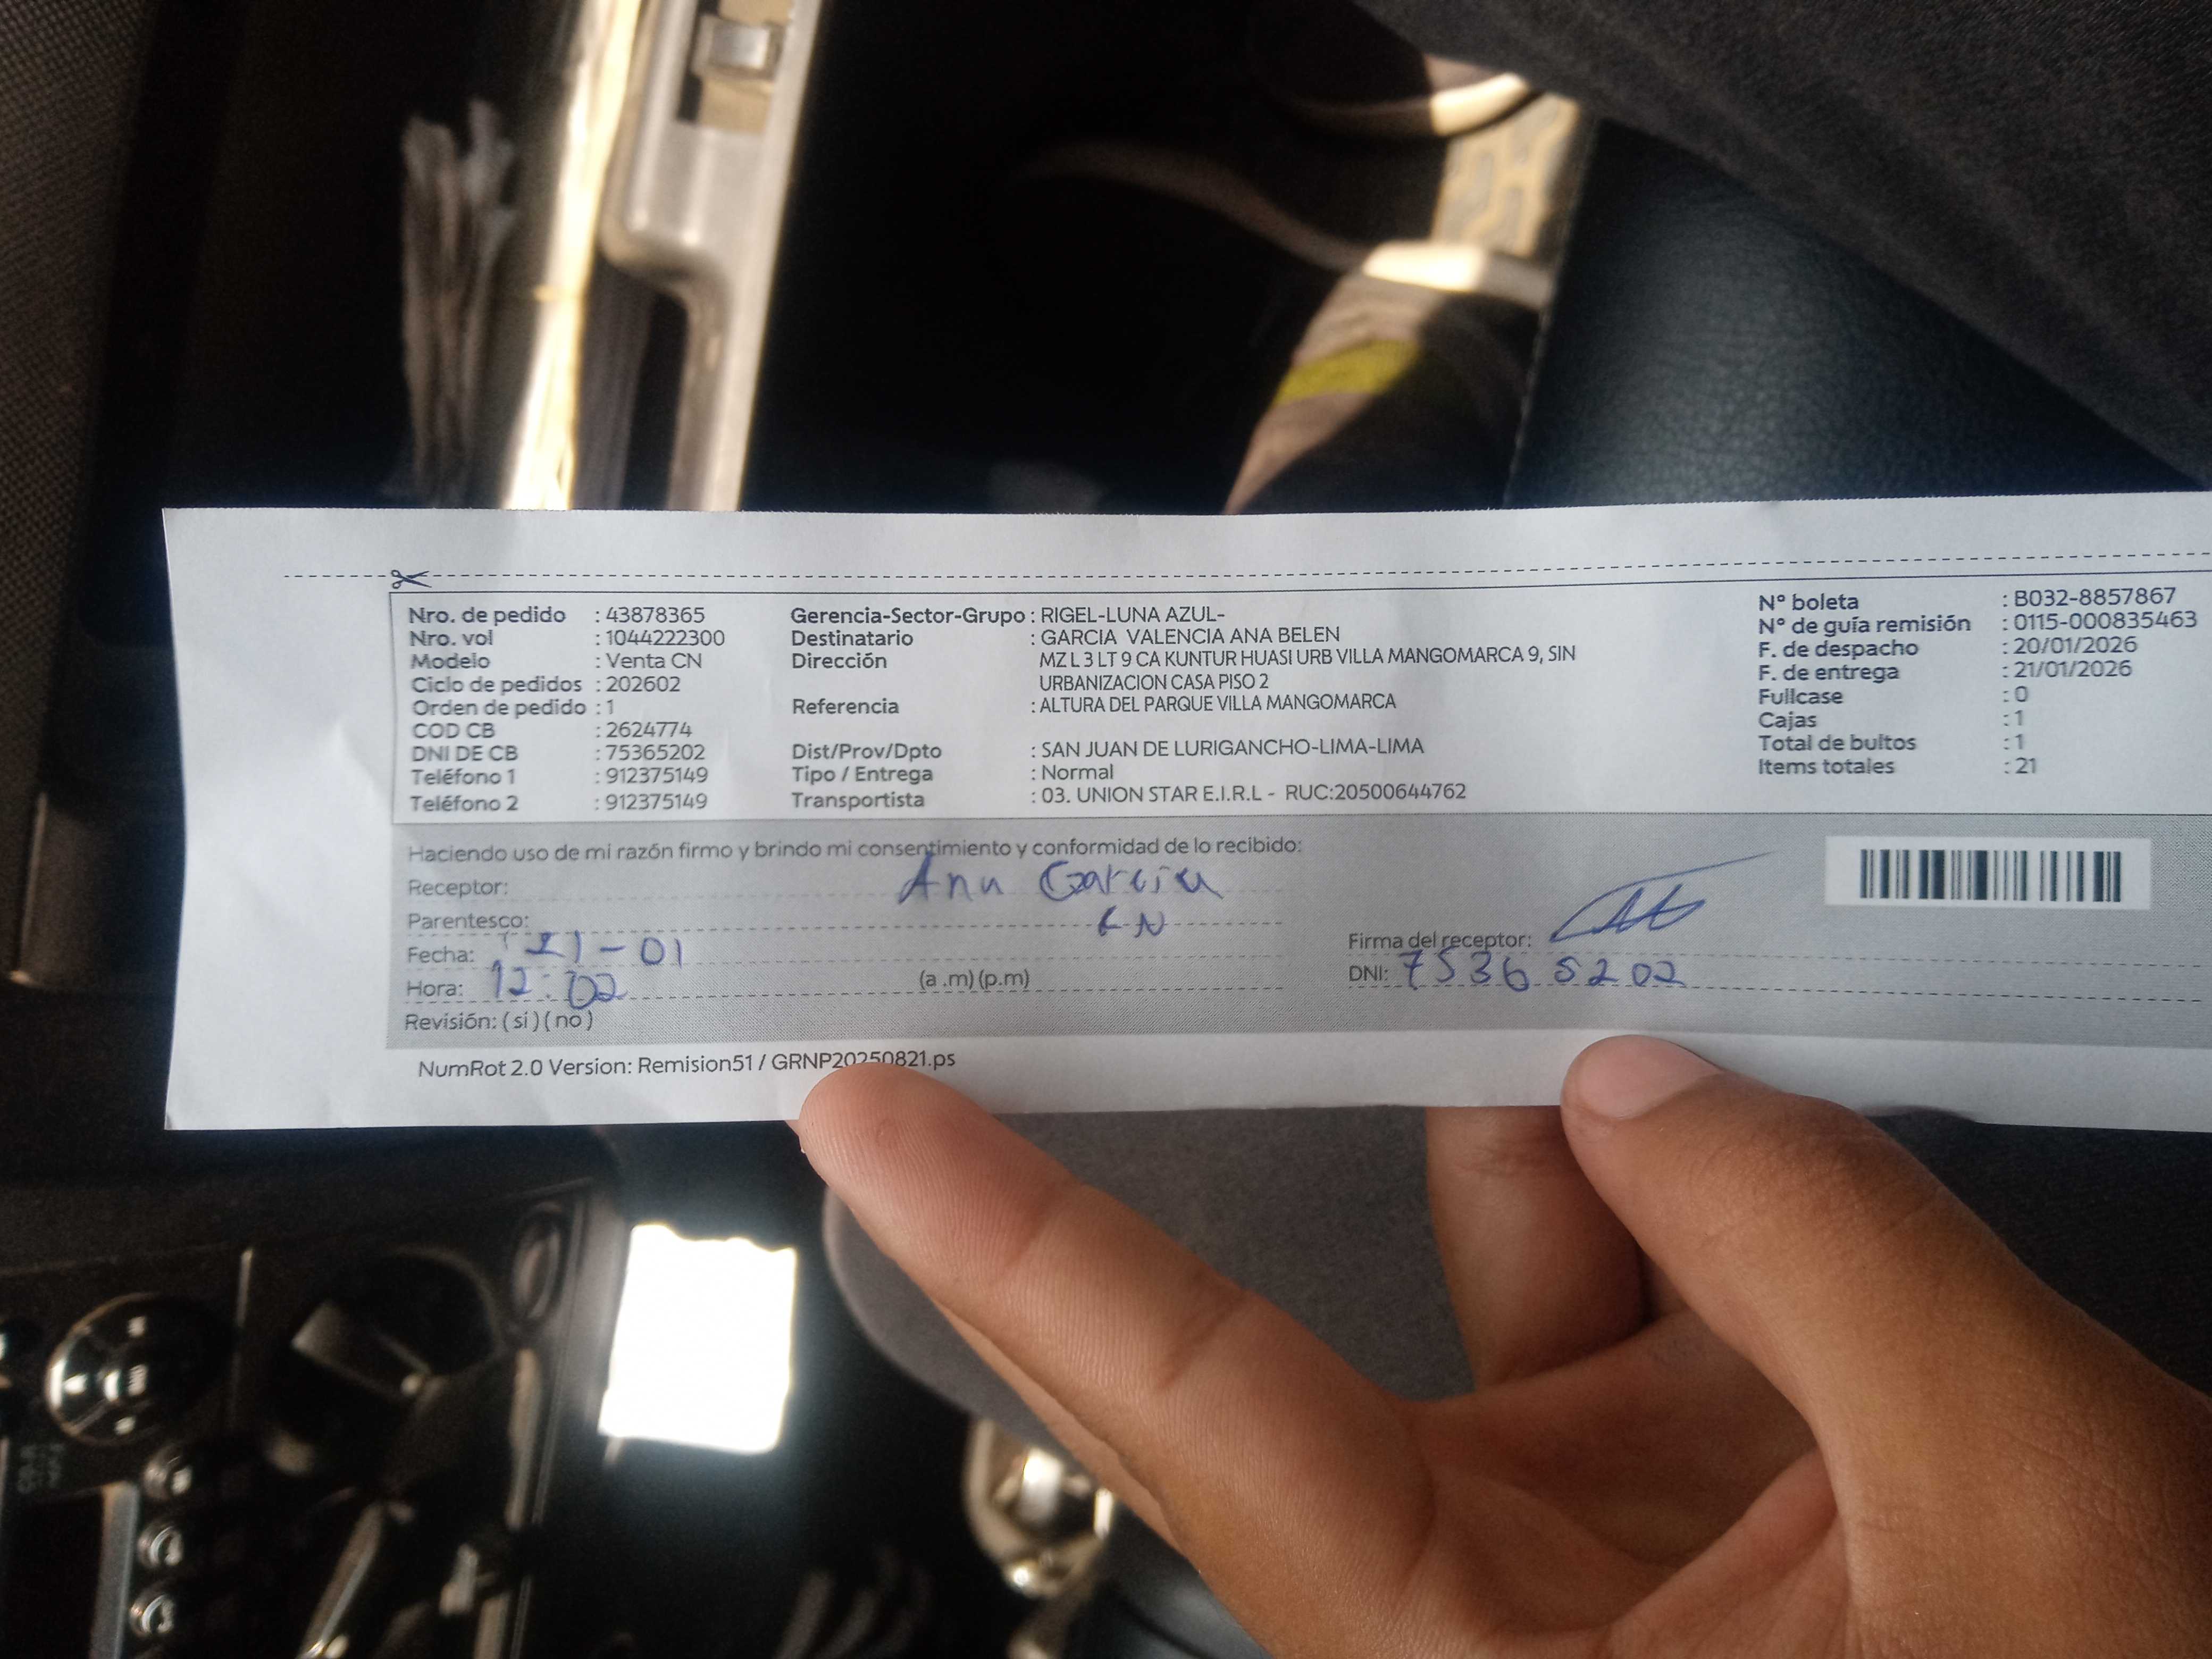 Nro. de pedido : 43878365
Nro. vol : 1044222300
Modelo : Venta CN
Ciclo de pedidos : 202602
Orden de pedido : 1
COD CB : 2624774
DNI DE CB : 75365202
Teléfono 1 : 912375149
Teléfono 2 : 912375149
Gerencia-Sector-Grupo : RIGEL-LUNA AZUL-
Destinatario : GARCIA VALENCIA ANA BELEN
Dirección MZ L 3 LT 9 CA KUNTUR HUASI URB VILLA MANGOMARCA 9, SIN
URBANIZACION CASA PISO 2
Referencia : ALTURA DEL PARQUE VILLA MANGOMARCA
Dist/Prov/Dpto : SAN JUAN DE LURIGANCHO-LIMA-LIMA
Tipo / Entrega : Normal
Transportista : 03. UNION STAR E.I.R.L - RUC:20500644762
N° boleta : B032-8857867
N° de guía remisión : 0115-000835463
F. de despacho : 20/01/2026
F. de entrega : 21/01/2026
Fullcase : 0
Cajas : 1
Total de bultos : 1
Items totales : 21
Haciendo uso de mi razón firmo y brindo mi consentimiento y conformidad de lo recibido:
Receptor: Ana Garcia
Parentesco:
Fecha: 21-01
Hora: 12:02 (a .m) (p.m)
Revisión: ( si ) ( no )
Firma del receptor:
DNI: 75365202
NumRot 2.0 Version: Remision51 / GRNP20250821.ps